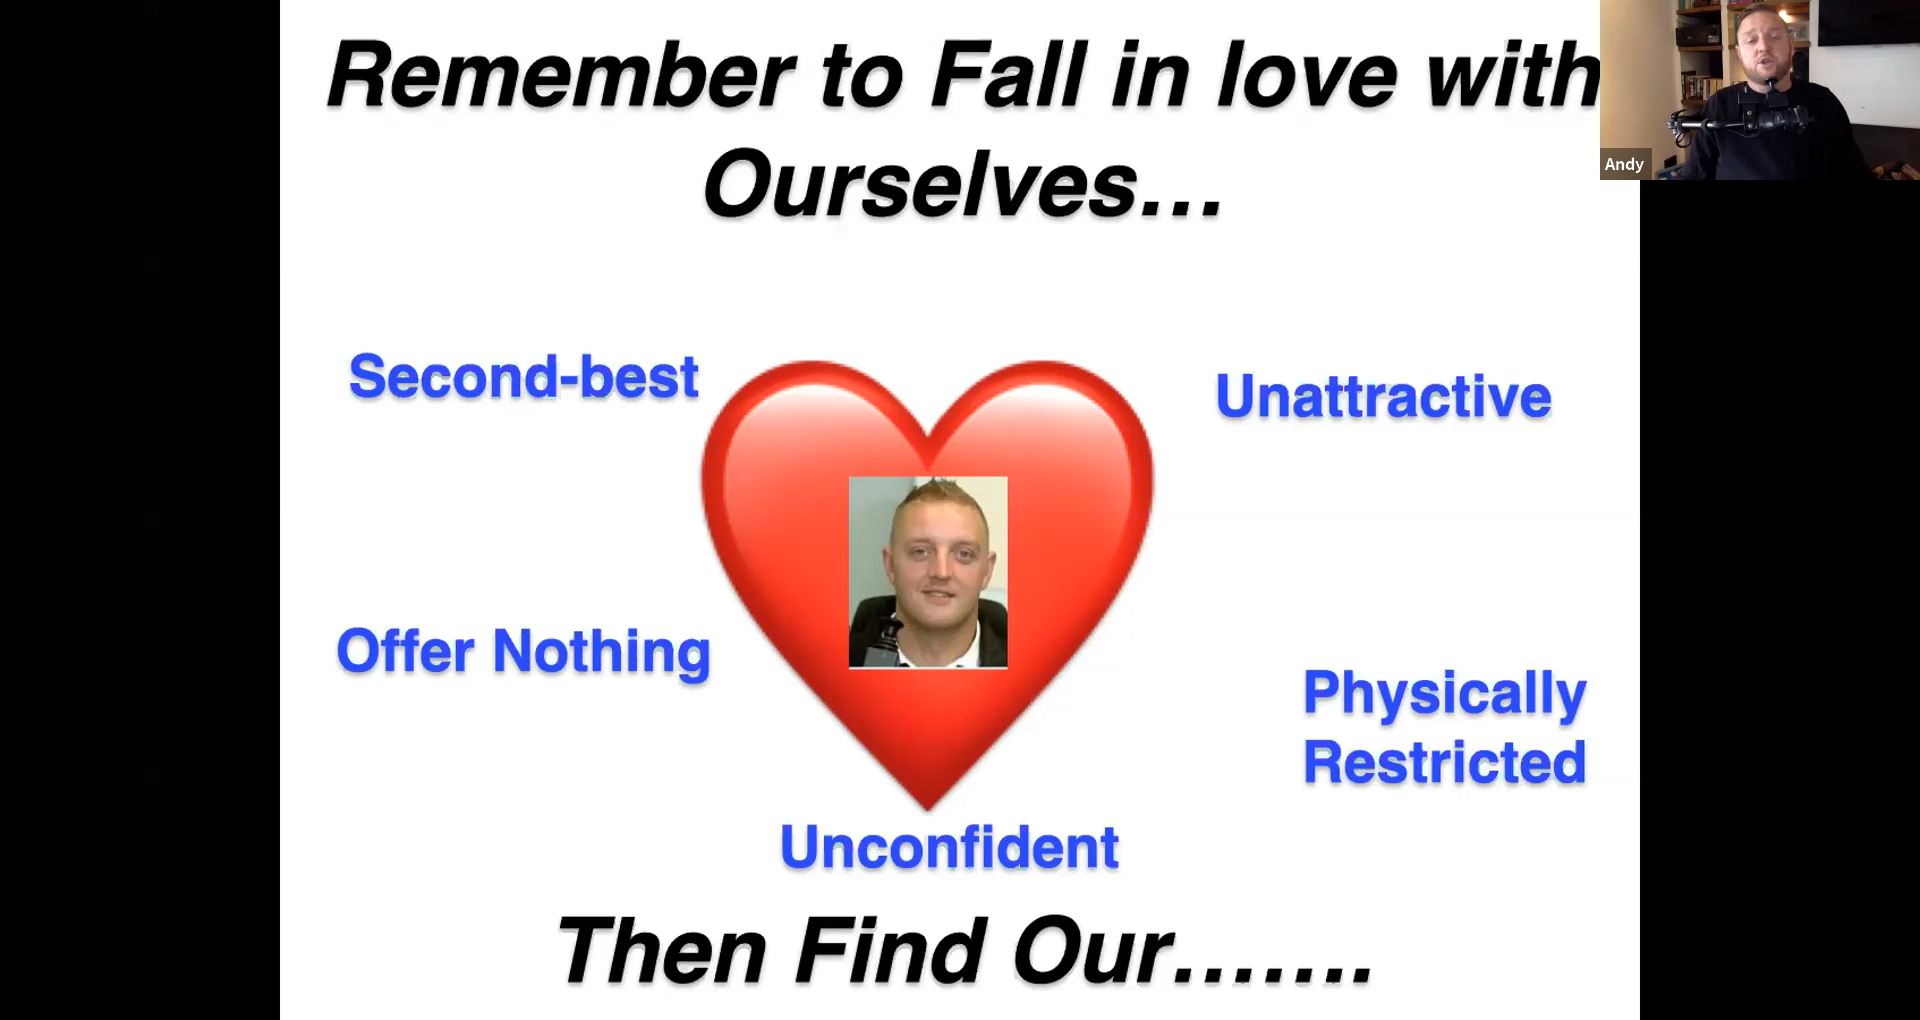 Remember to Fall in love with
Ourselves...
Andy
Second-best
Unattractive
Offer Nothing
Physically
Restricted
Unconfident
Then Find Our.......